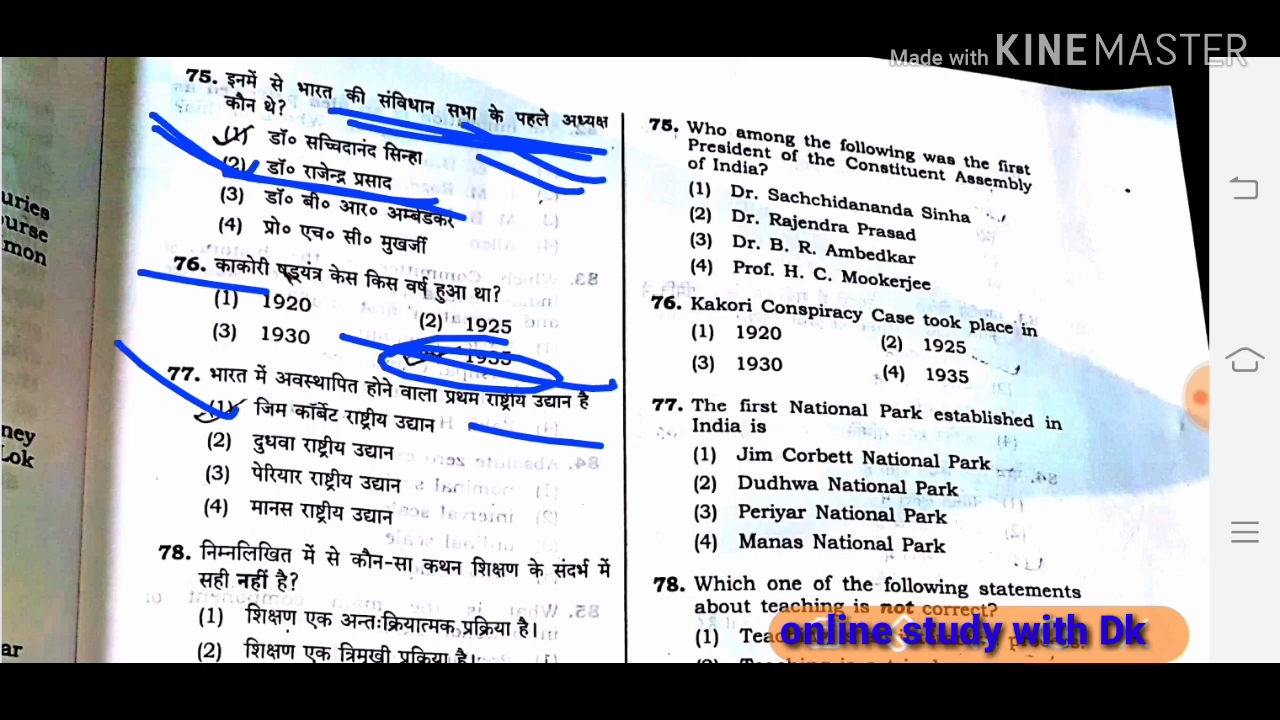 Made with KINEMASTER
75. इनमें से भारत की संविधान सभा के पहले अध्यक्ष
कौन थे?
(1) डॉ० सच्चिदानंद सिन्हा
(2) डॉ० राजेन्द्र प्रसाद
(3) डॉ० बी० आर० अम्बेडकर
(4) प्रो० एच० सी० मुखर्जी
76. काकोरी षड्यंत्र केस किस वर्ष हुआ था?
(1) 1920
(2) 1925
(3) 1930
1935
77. भारत में अवस्थापित होने वाला प्रथम राष्ट्रीय उद्यान है
(1) जिम कॉर्बेट राष्ट्रीय उद्यान
(2) दुधवा राष्ट्रीय उद्यान
(3) पेरियार राष्ट्रीय उद्यान
(4) मानस राष्ट्रीय उद्यान
78. निम्नलिखित में से कौन-सा कथन शिक्षण के संदर्भ में
सही नहीं है?
(1) शिक्षण एक अन्तःक्रियात्मक प्रक्रिया है।
(2) शिक्षण एक त्रिमुखी प्रक्रिया है।
75. Who among the following was the first
President of the Constituent Assembly
of India?
(1) Dr. Sachchidananda Sinha
(2) Dr. Rajendra Prasad
(3) Dr. B. R. Ambedkar
(4) Prof. H. C. Mookerjee
76. Kakori Conspiracy Case took place in
(1) 1920
(2) 1925
(3) 1930
(4) 1935
77. The first National Park established in
India is
(1) Jim Corbett National Park
(2) Dudhwa National Park
(3) Periyar National Park
(4) Manas National Park
78. Which one of the following statements
about teaching is not correct?
(1)
online study with Dk